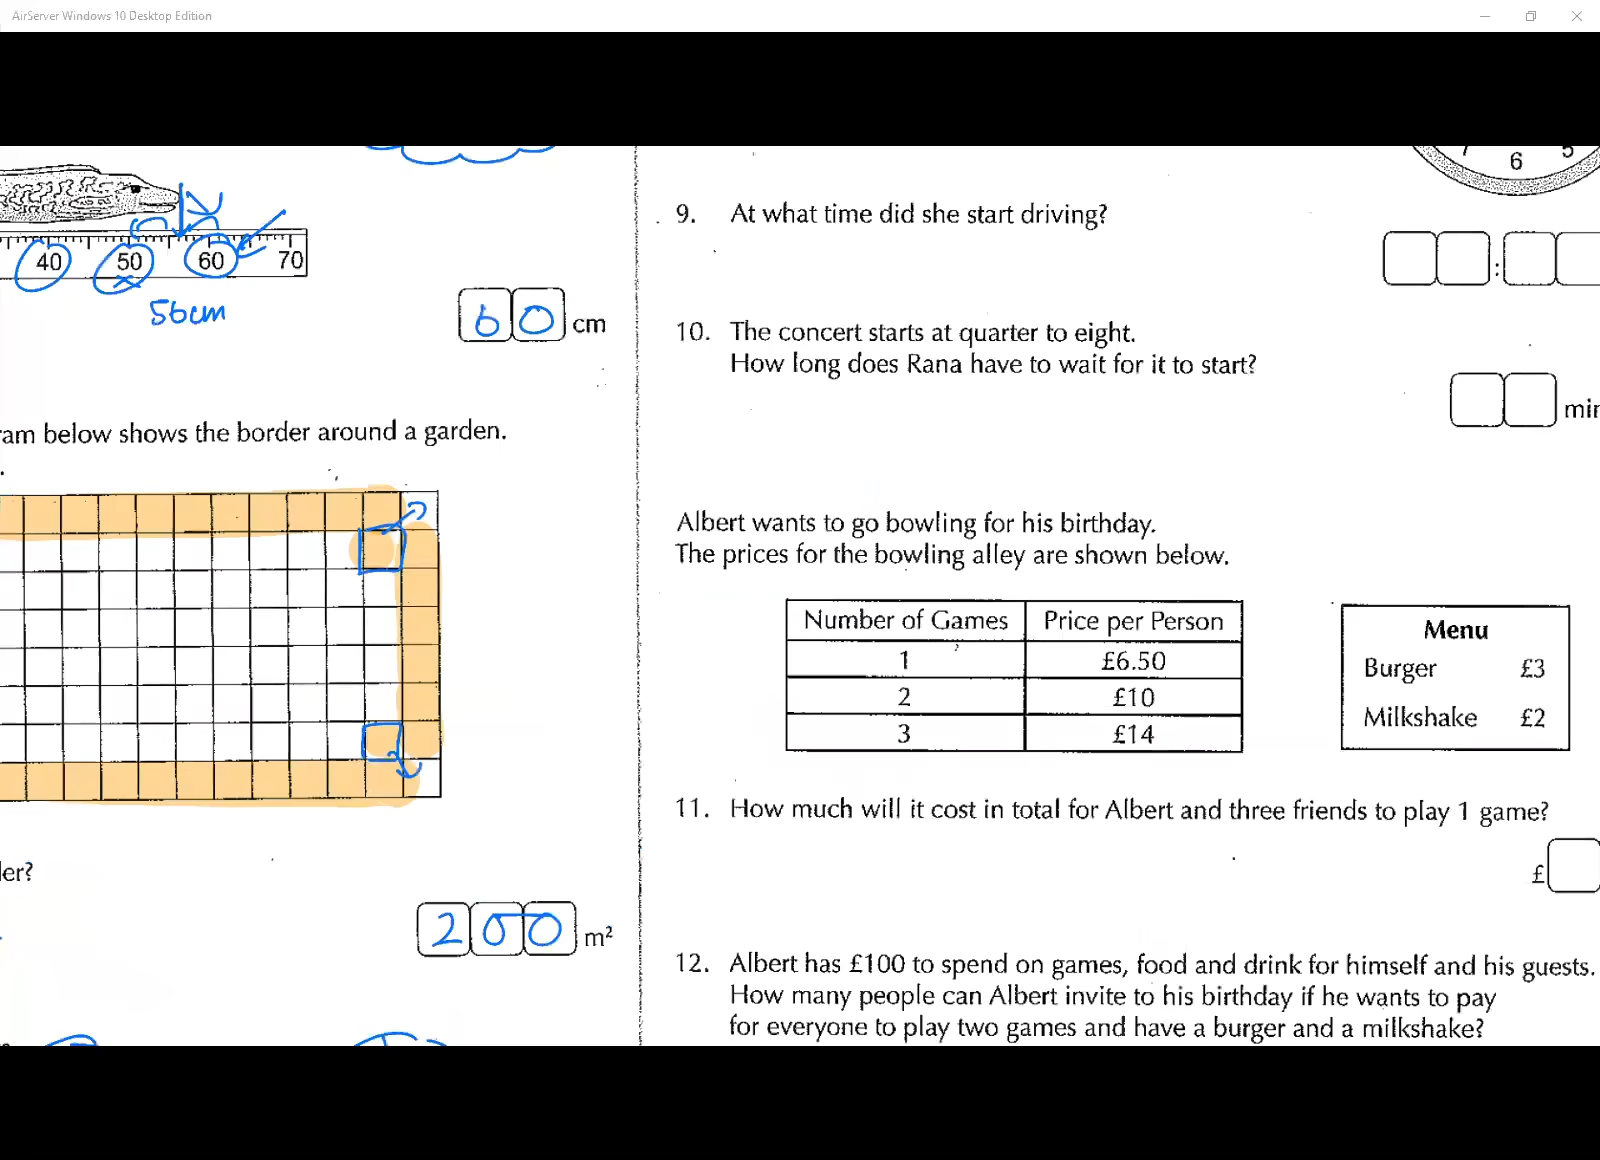 AirServer Windows 10 Desktop Edition
40 50 60 70
56cm
60 cm
am below shows the border around a garden.
er?
200 m²
6 5
9. At what time did she start driving?
:
10. The concert starts at quarter to eight.
How long does Rana have to wait for it to start?
Albert wants to go bowling for his birthday.
The prices for the bowling alley are shown below.
Number of Games Price per Person
1 £6.50
2 £10
3 £14
Menu
Burger £3
Milkshake £2
11. How much will it cost in total for Albert and three friends to play 1 game?
£
12. Albert has £100 to spend on games, food and drink for himself and his guests.
How many people can Albert invite to his birthday if he wants to pay
for everyone to play two games and have a burger and a milkshake?